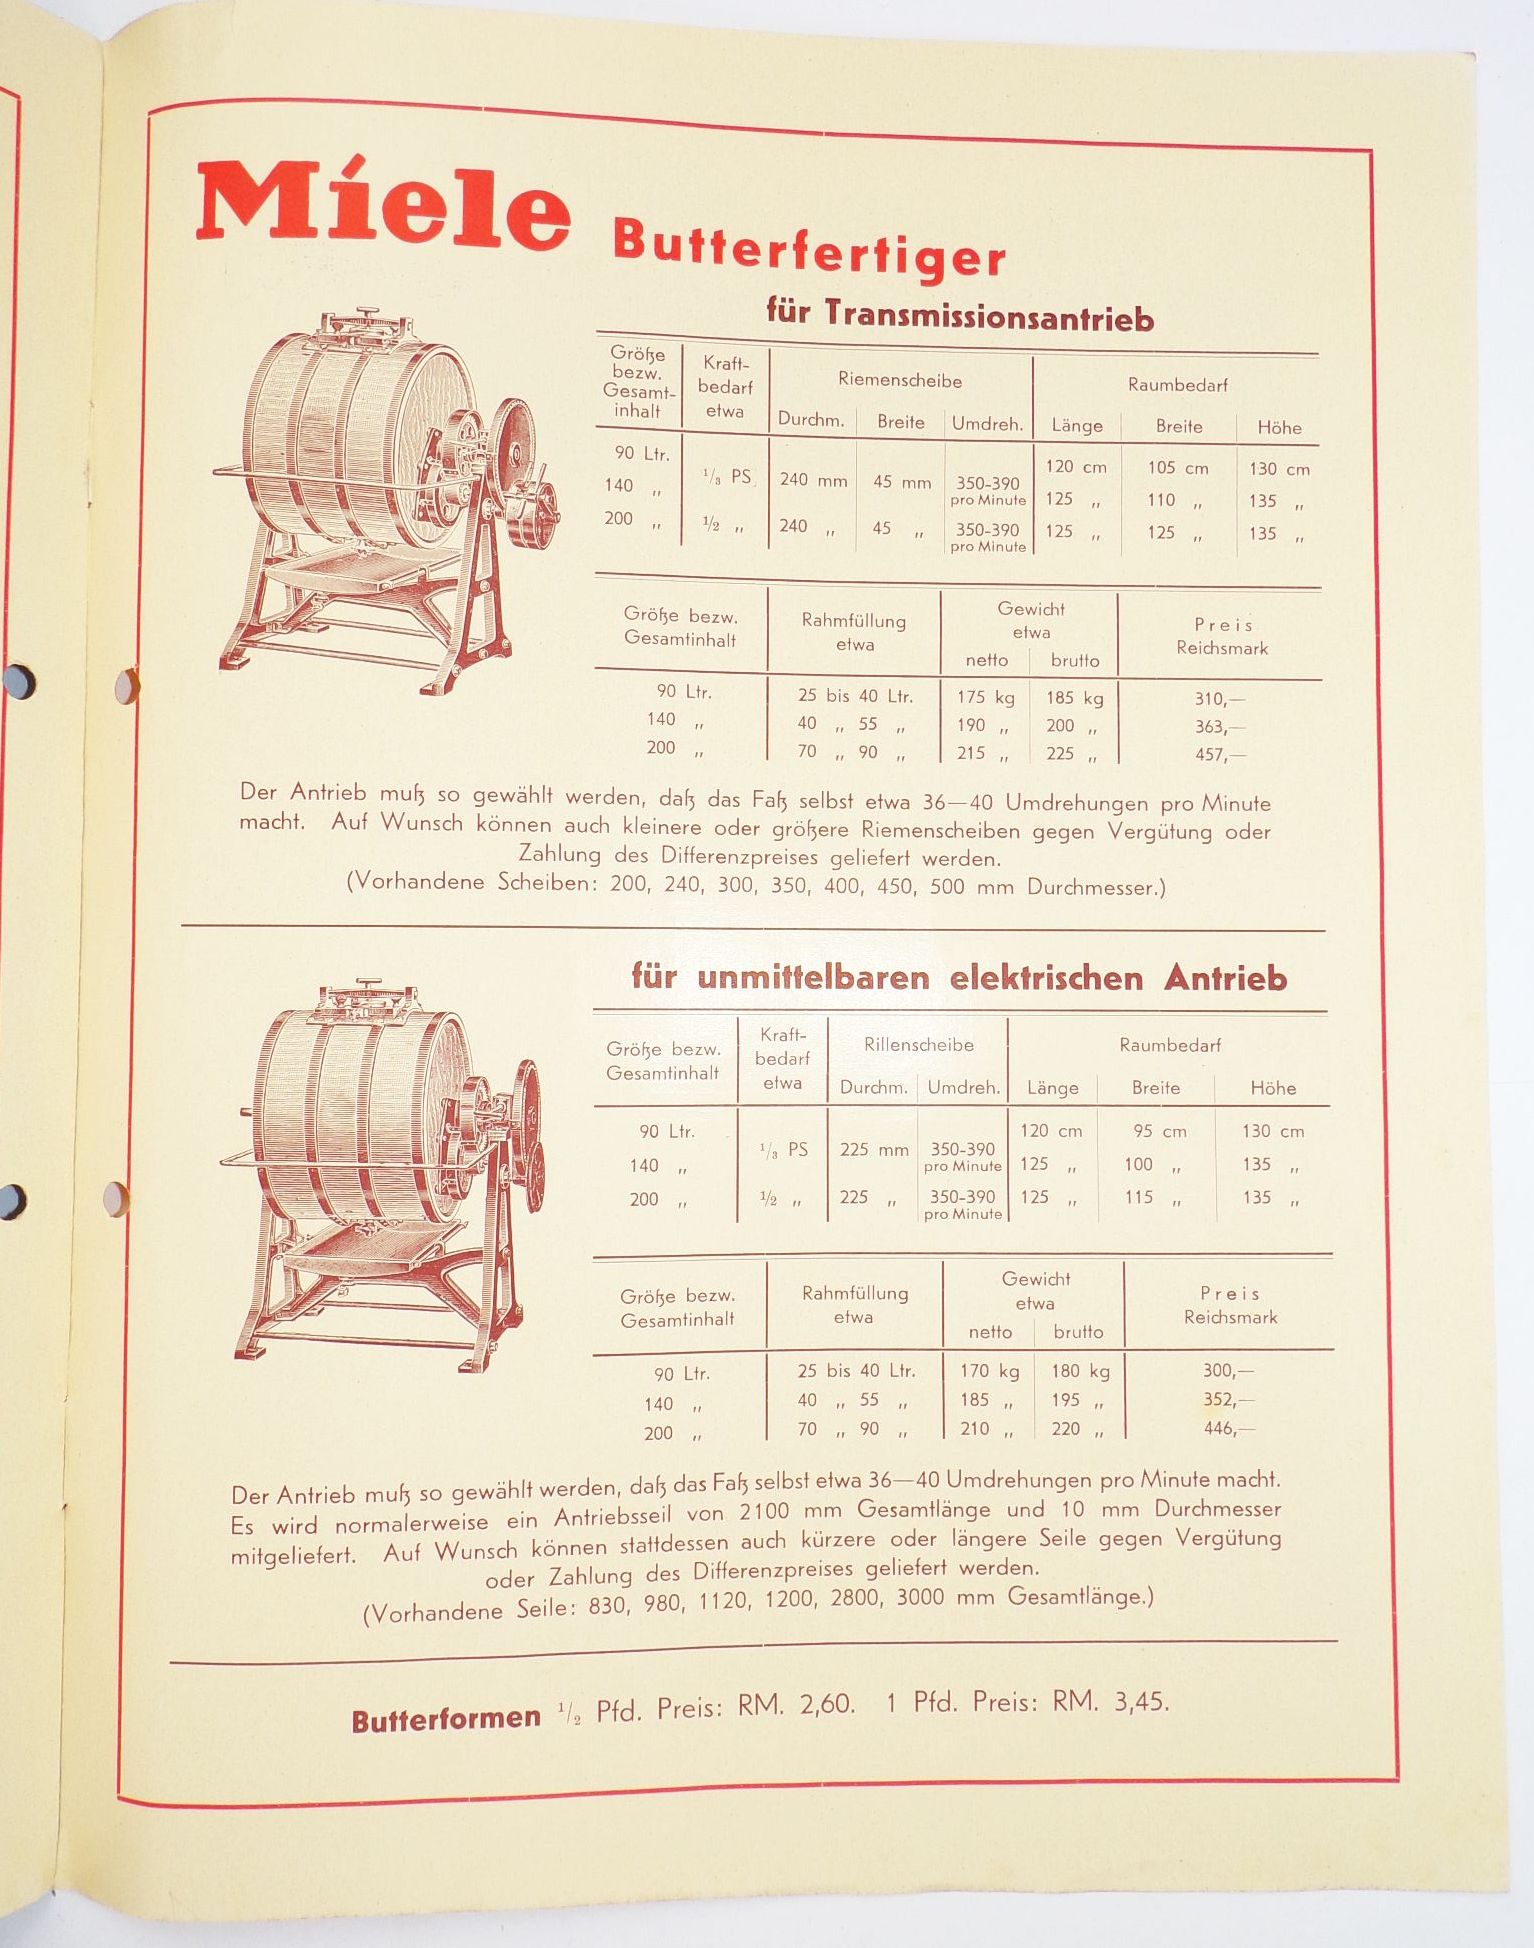 Miele Butterfertiger
für Transmissionsantrieb
Größe bezw. Gesamt-inhalt | Kraft-bedarf etwa | Riemenscheibe | Raumbedarf
Durchm. | Breite | Umdreh. | Länge | Breite | Höhe
90 Ltr. 120 cm 105 cm 130 cm
140 „ 1/3 PS 240 mm 45 mm 350-390 pro Minute 125 „ 110 „ 135 „
200 „ 1/2 „ 240 „ 45 „ 350-390 pro Minute 125 „ 125 „ 135 „
Größe bezw. Gesamtinhalt | Rahmfüllung etwa | Gewicht etwa | Preis Reichsmark
netto | brutto
90 Ltr. 25 bis 40 Ltr. 175 kg 185 kg 310,—
140 „ 40 „ 55 „ 190 „ 200 „ 363,—
200 „ 70 „ 90 „ 215 „ 225 „ 457,—
Der Antrieb muß so gewählt werden, daß das Faß selbst etwa 36—40 Umdrehungen pro Minute
macht. Auf Wunsch können auch kleinere oder größere Riemenscheiben gegen Vergütung oder
Zahlung des Differenzpreises geliefert werden.
(Vorhandene Scheiben: 200, 240, 300, 350, 400, 450, 500 mm Durchmesser.)
für unmittelbaren elektrischen Antrieb
Größe bezw. Gesamtinhalt | Kraft-bedarf etwa | Rillenscheibe | Raumbedarf
Durchm. | Umdreh. | Länge | Breite | Höhe
90 Ltr. 120 cm 95 cm 130 cm
140 „ 1/3 PS 225 mm 350-390 pro Minute 125 „ 100 „ 135 „
200 „ 1/2 „ 225 „ 350-390 pro Minute 125 „ 115 „ 135 „
Größe bezw. Gesamtinhalt | Rahmfüllung etwa | Gewicht etwa | Preis Reichsmark
netto | brutto
90 Ltr. 25 bis 40 Ltr. 170 kg 180 kg 300,—
140 „ 40 „ 55 „ 185 „ 195 „ 352,—
200 „ 70 „ 90 „ 210 „ 220 „ 446,—
Der Antrieb muß so gewählt werden, daß das Faß selbst etwa 36—40 Umdrehungen pro Minute macht.
Es wird normalerweise ein Antriebsseil von 2100 mm Gesamtlänge und 10 mm Durchmesser
mitgeliefert. Auf Wunsch können stattdessen auch kürzere oder längere Seile gegen Vergütung
oder Zahlung des Differenzpreises geliefert werden.
(Vorhandene Seile: 830, 980, 1120, 1200, 2800, 3000 mm Gesamtlänge.)
Butterformen 1/2 Pfd. Preis: RM. 2,60. 1 Pfd. Preis: RM. 3,45.